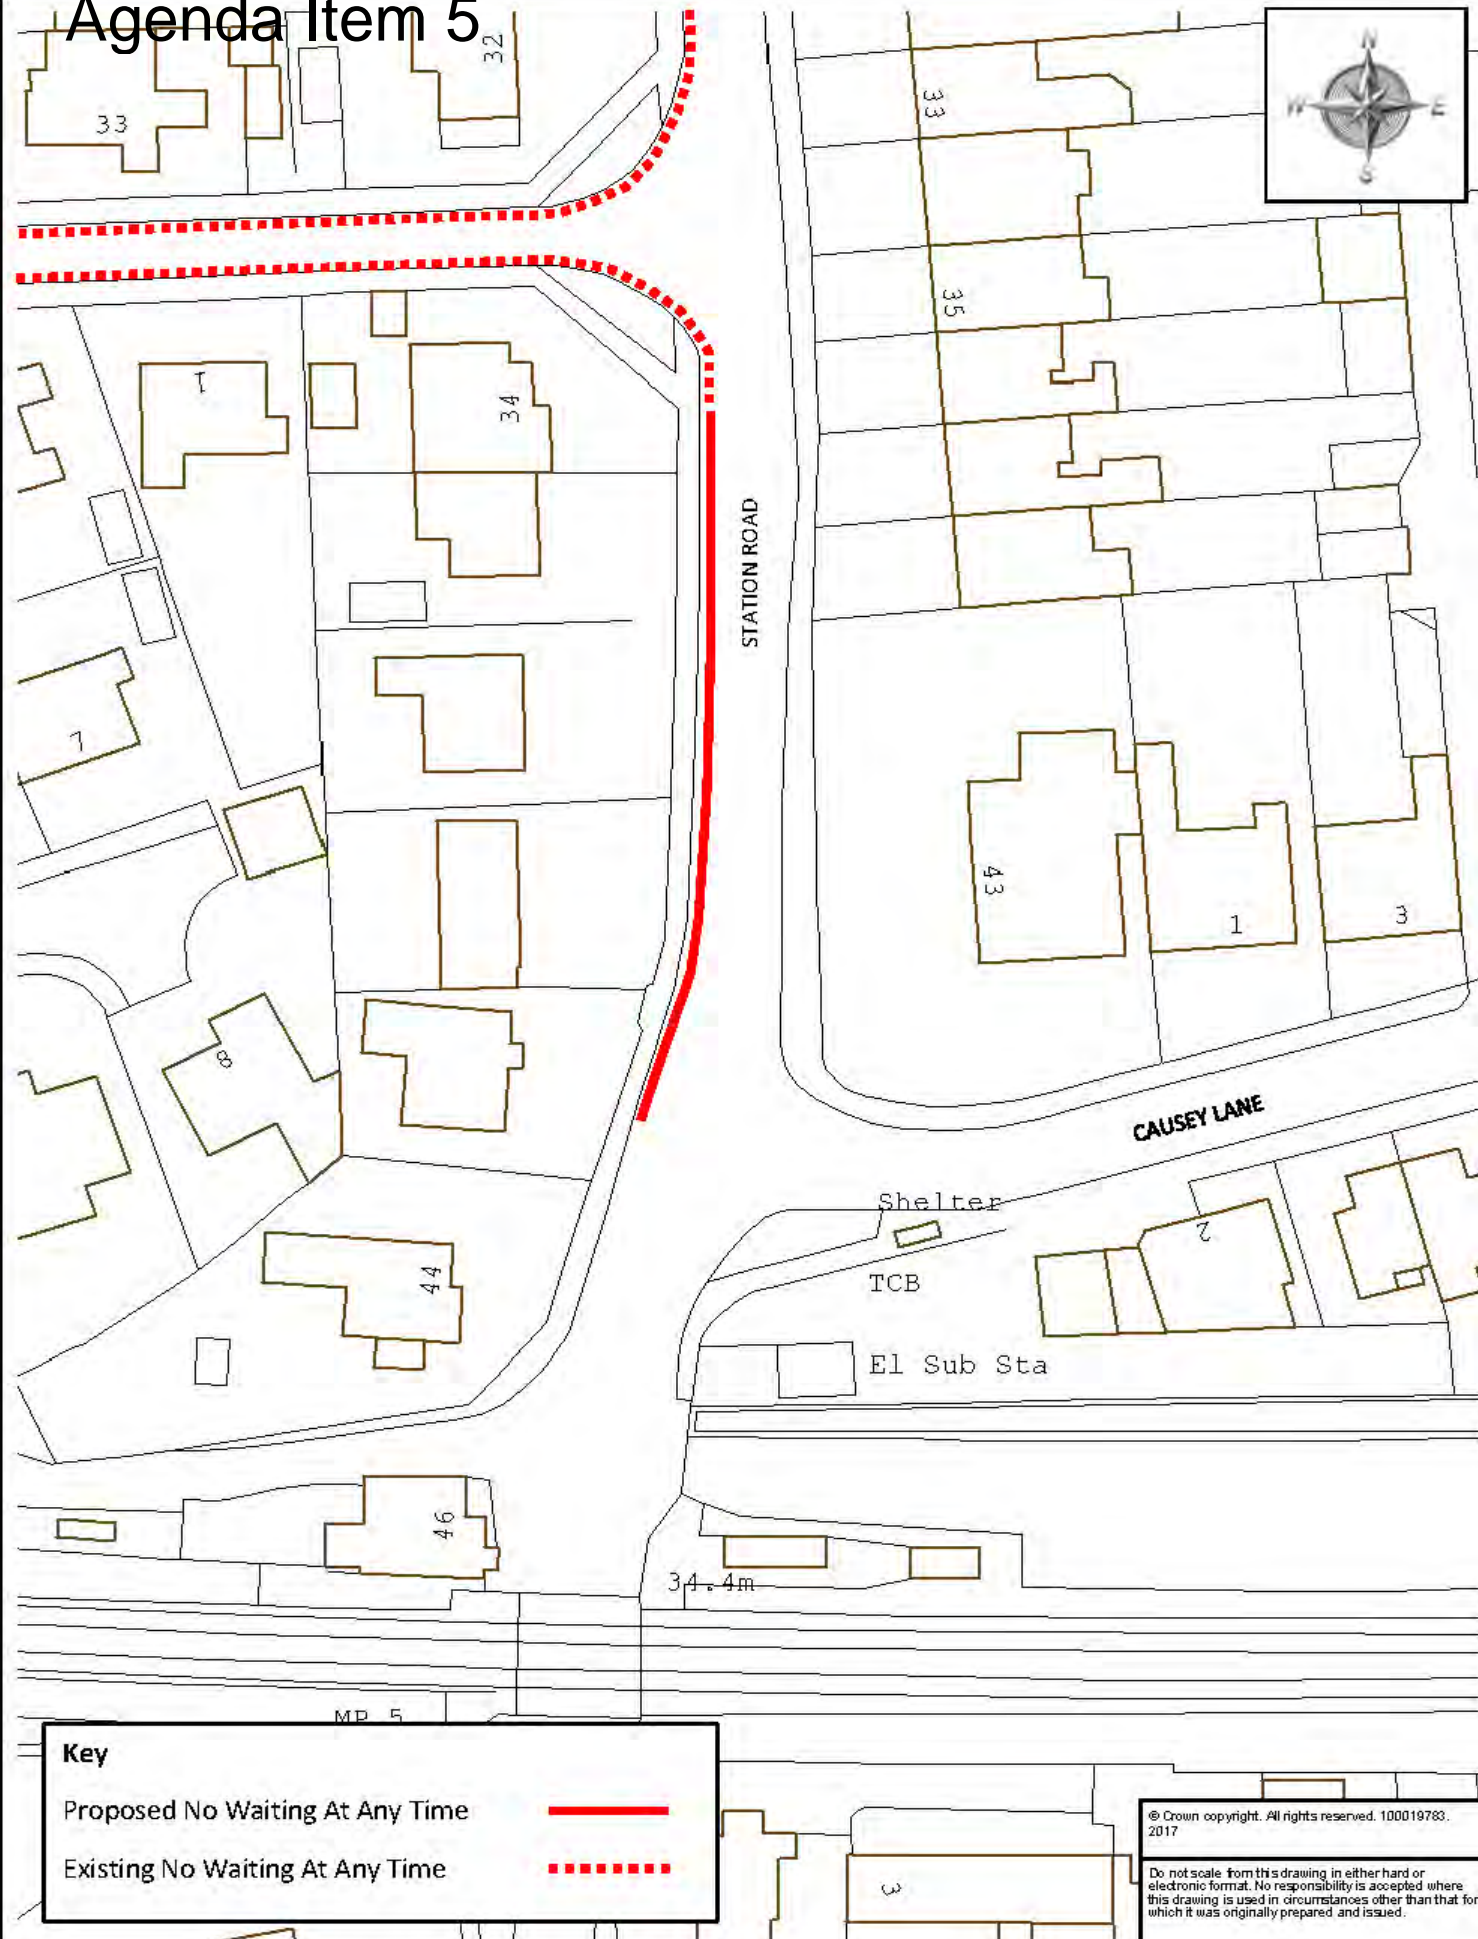 Agenda Item 5
32
33
N
W E
S
33
35
1
34
STATION ROAD
7
43
1
3
8
CAUSEY LANE
Shelter
2
TCB
44
El Sub Sta
46
34.4m
MP 5
Key
Proposed No Waiting At Any Time
Existing No Waiting At Any Time
3
© Crown copyright. All rights reserved. 100019783.
2017
Do not scale from this drawing in either hard or
electronic format. No responsibility is accepted where
this drawing is used in circumstances other than that for
which it was originally prepared and issued.